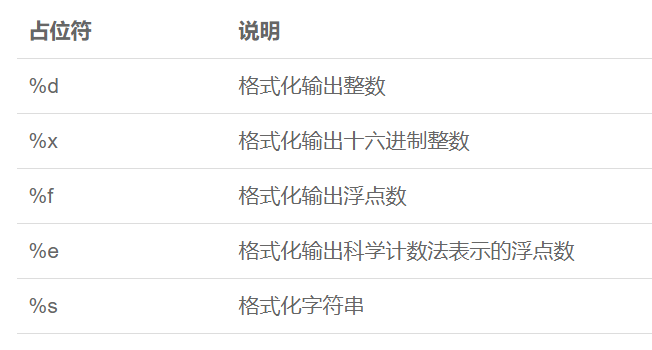 占位符 说明
%d 格式化输出整数
%x 格式化输出十六进制整数
%f 格式化输出浮点数
%e 格式化输出科学计数法表示的浮点数
%s 格式化字符串